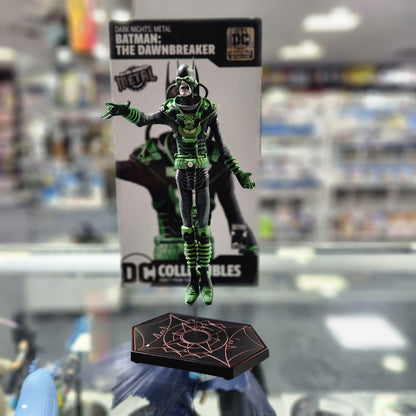 DARK NIGHTS: METAL
BATMAN:
THE DAWNBREAKER
DC
METAL
DC COLLECTIBLES